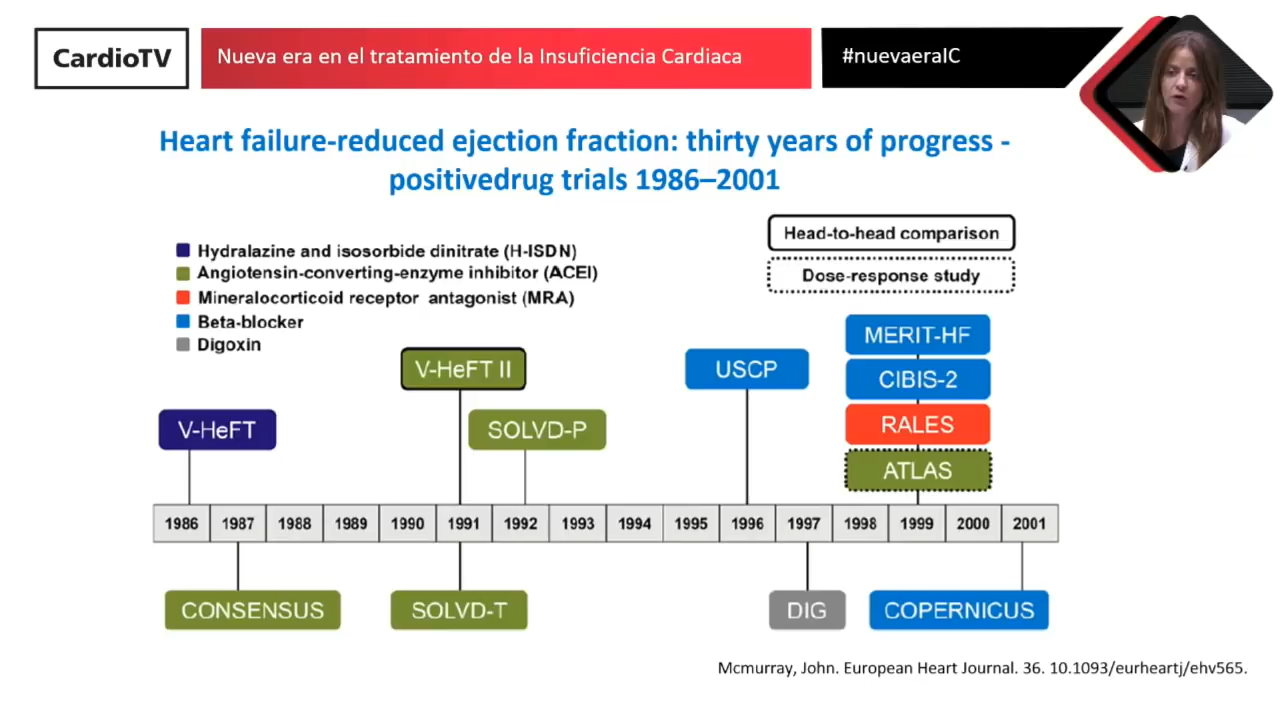 CardioTV
Nueva era en el tratamiento de la Insuficiencia Cardiaca
#nuevaeraIC
Heart failure-reduced ejection fraction: thirty years of progress -
positivedrug trials 1986–2001
Hydralazine and isosorbide dinitrate (H-ISDN)
Angiotensin-converting-enzyme inhibitor (ACEI)
Mineralocorticoid receptor antagonist (MRA)
Beta-blocker
Digoxin
Head-to-head comparison
Dose-response study
MERIT-HF
V-HeFT II
USCP
CIBIS-2
V-HeFT
SOLVD-P
RALES
ATLAS
1986 1987 1988 1989 1990 1991 1992 1993 1994 1995 1996 1997 1998 1999 2000 2001
CONSENSUS
SOLVD-T
DIG
COPERNICUS
Mcmurray, John. European Heart Journal. 36. 10.1093/eurheartj/ehv565.